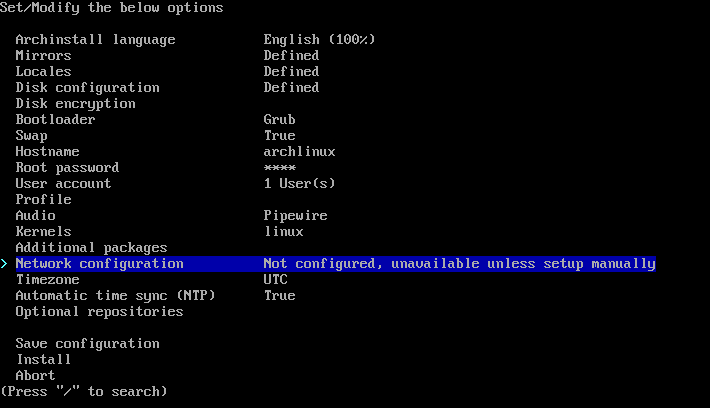 Set/Modify the below options
Archinstall language English (100%)
Mirrors Defined
Locales Defined
Disk configuration Defined
Disk encryption
Bootloader Grub
Swap True
Hostname archlinux
Root password ****
User account 1 User(s)
Profile
Audio Pipewire
Kernels linux
Additional packages
> Network configuration Not configured, unavailable unless setup manually
Timezone UTC
Automatic time sync (NTP) True
Optional repositories
Save configuration
Install
Abort
(Press "/" to search)